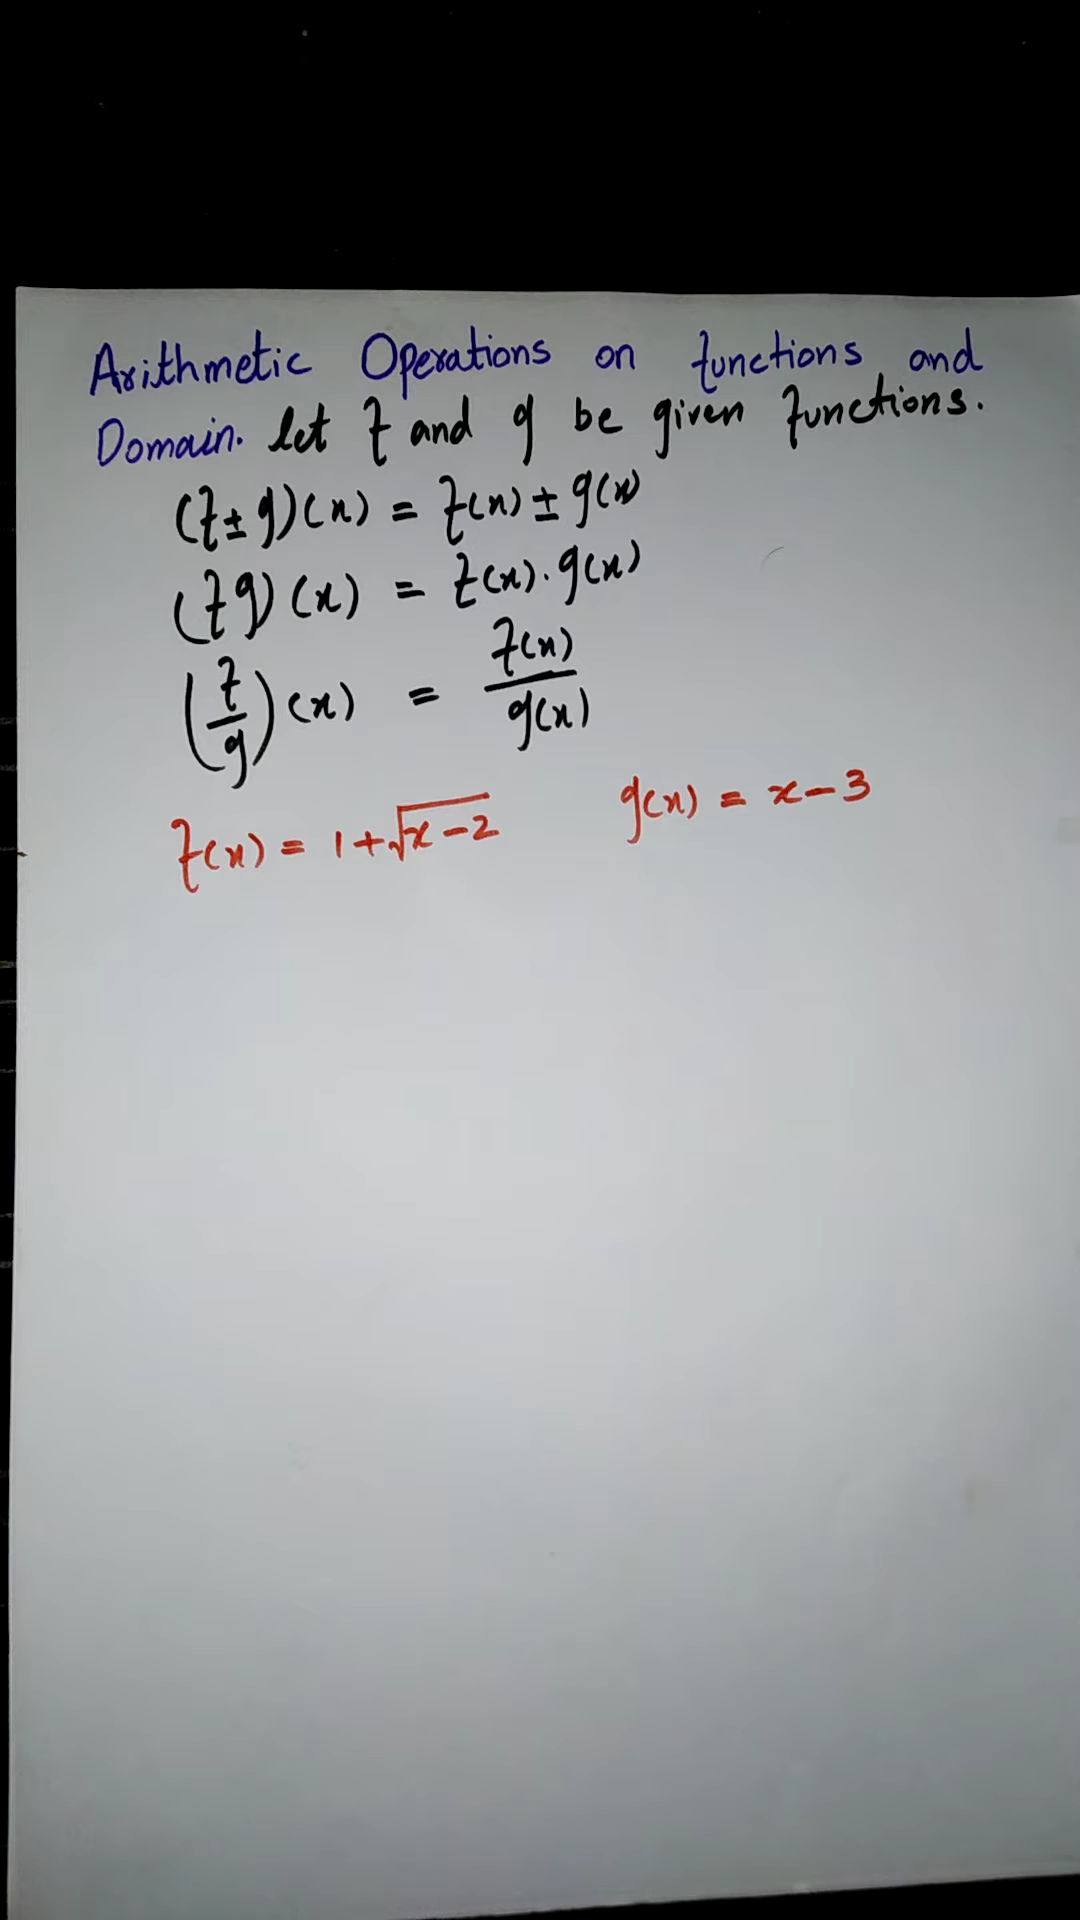 Arithmetic Operations on functions and
Domain. let f and g be given functions.
(f±g)(x) = f(x) ± g(x)
(fg)(x) = f(x).g(x)
(f/g)(x) = f(x)/g(x)
f(x) = 1+√(x-2) g(x) = x-3